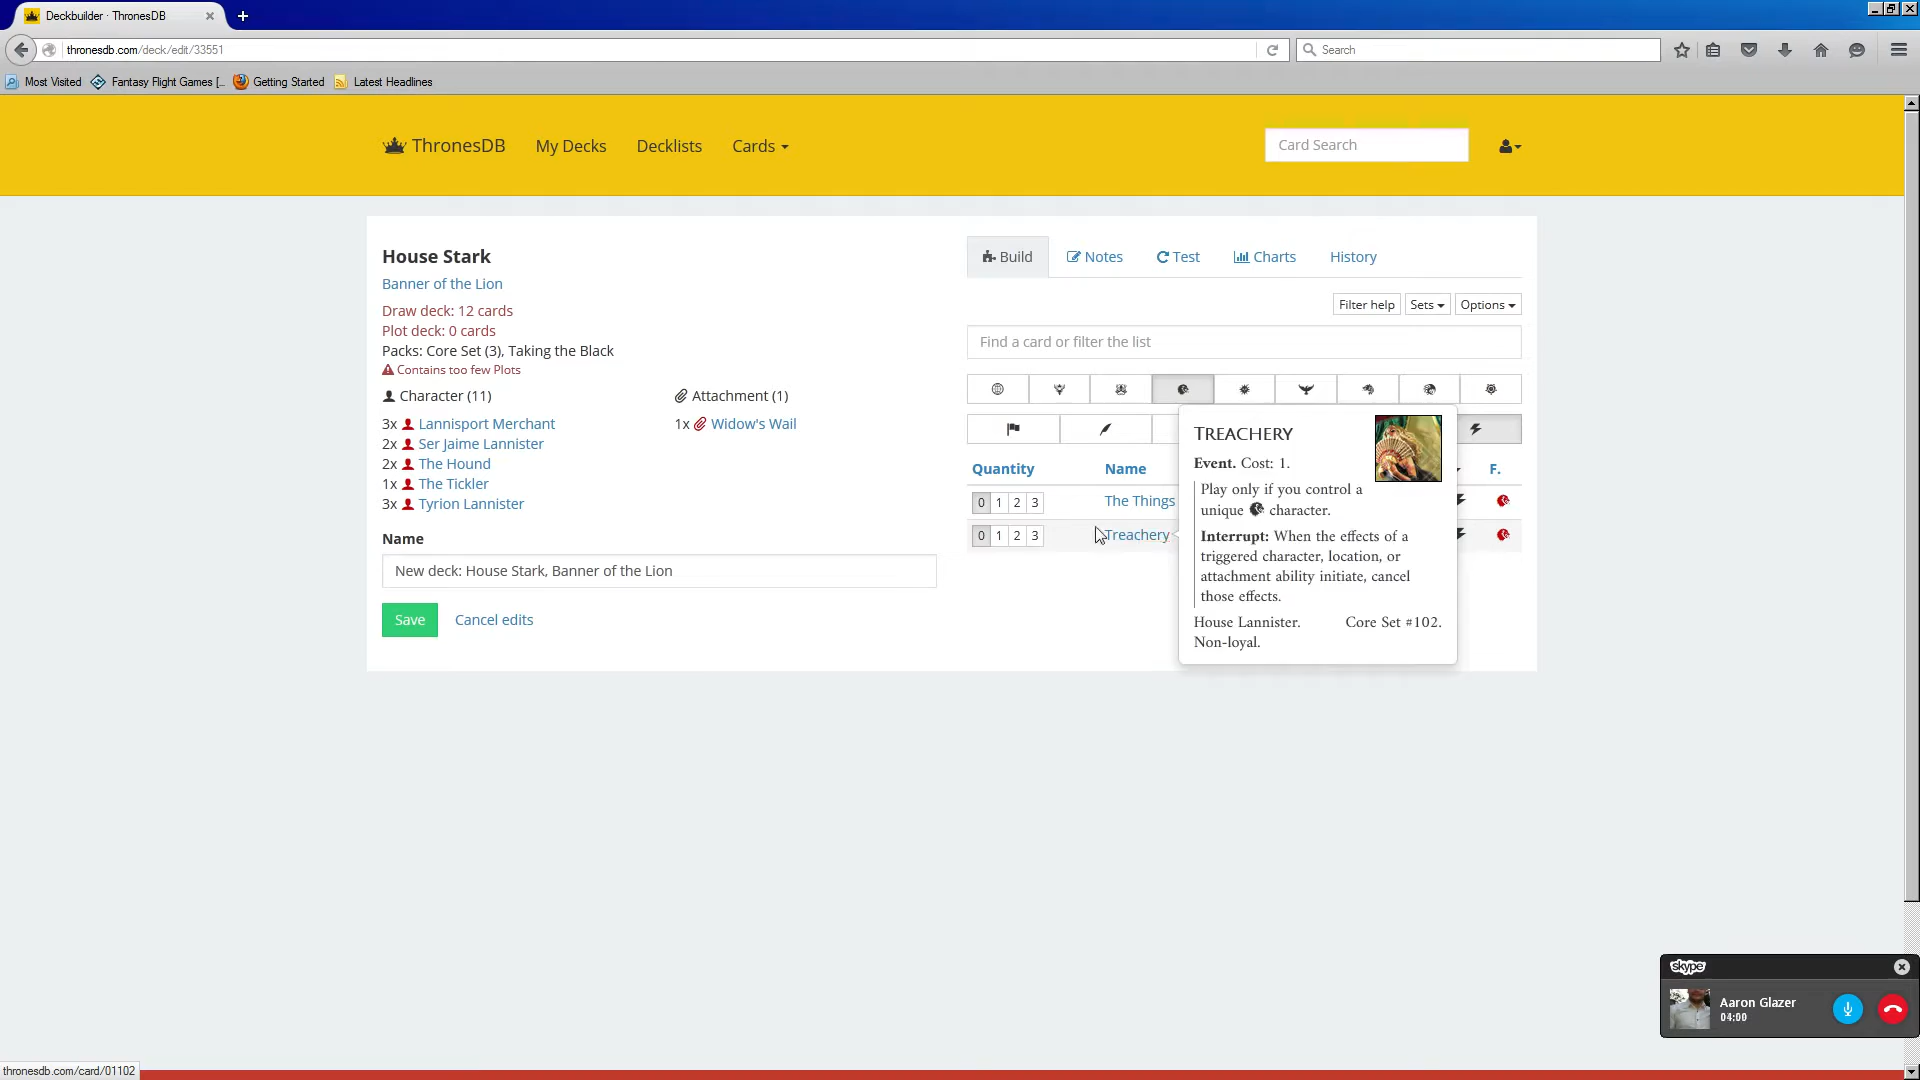 Deckbuilder · ThronesDB
thronesdb.com/deck/edit/33551
Search
Most Visited
Fantasy Flight Games [...
Getting Started
Latest Headlines
ThronesDB
My Decks
Decklists
Cards
Card Search
House Stark
Banner of the Lion
Draw deck: 12 cards
Plot deck: 0 cards
Packs: Core Set (3), Taking the Black
Contains too few Plots
Character (11)
3x Lannisport Merchant
2x Ser Jaime Lannister
2x The Hound
1x The Tickler
3x Tyrion Lannister
Attachment (1)
1x Widow's Wail
Name
New deck: House Stark, Banner of the Lion
Save
Cancel edits
Build
Notes
Test
Charts
History
Filter help
Sets
Options
Find a card or filter the list
Quantity
Name
F.
0 1 2 3
The Things
0 1 2 3
Treachery
TREACHERY
Event. Cost: 1.
Play only if you control a
unique character.
Interrupt: When the effects of a
triggered character, location, or
attachment ability initiate, cancel
those effects.
House Lannister.
Non-loyal.
Core Set #102.
skype
Aaron Glazer
04:00
thronesdb.com/card/01102